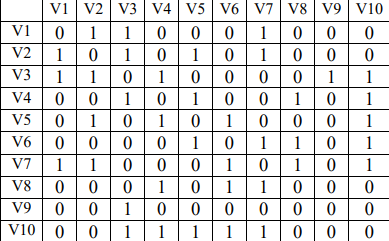 V1 V2 V3 V4 V5 V6 V7 V8 V9 V10
V1 0 1 1 0 0 0 1 0 0 0
V2 1 0 1 0 1 0 1 0 0 0
V3 1 1 0 1 0 0 0 0 1 1
V4 0 0 1 0 1 0 0 1 0 1
V5 0 1 0 1 0 1 0 0 0 1
V6 0 0 0 0 1 0 1 1 0 1
V7 1 1 0 0 0 1 0 1 0 1
V8 0 0 0 1 0 1 1 0 0 0
V9 0 0 1 0 0 0 0 0 0 0
V10 0 0 1 1 1 1 1 0 0 0